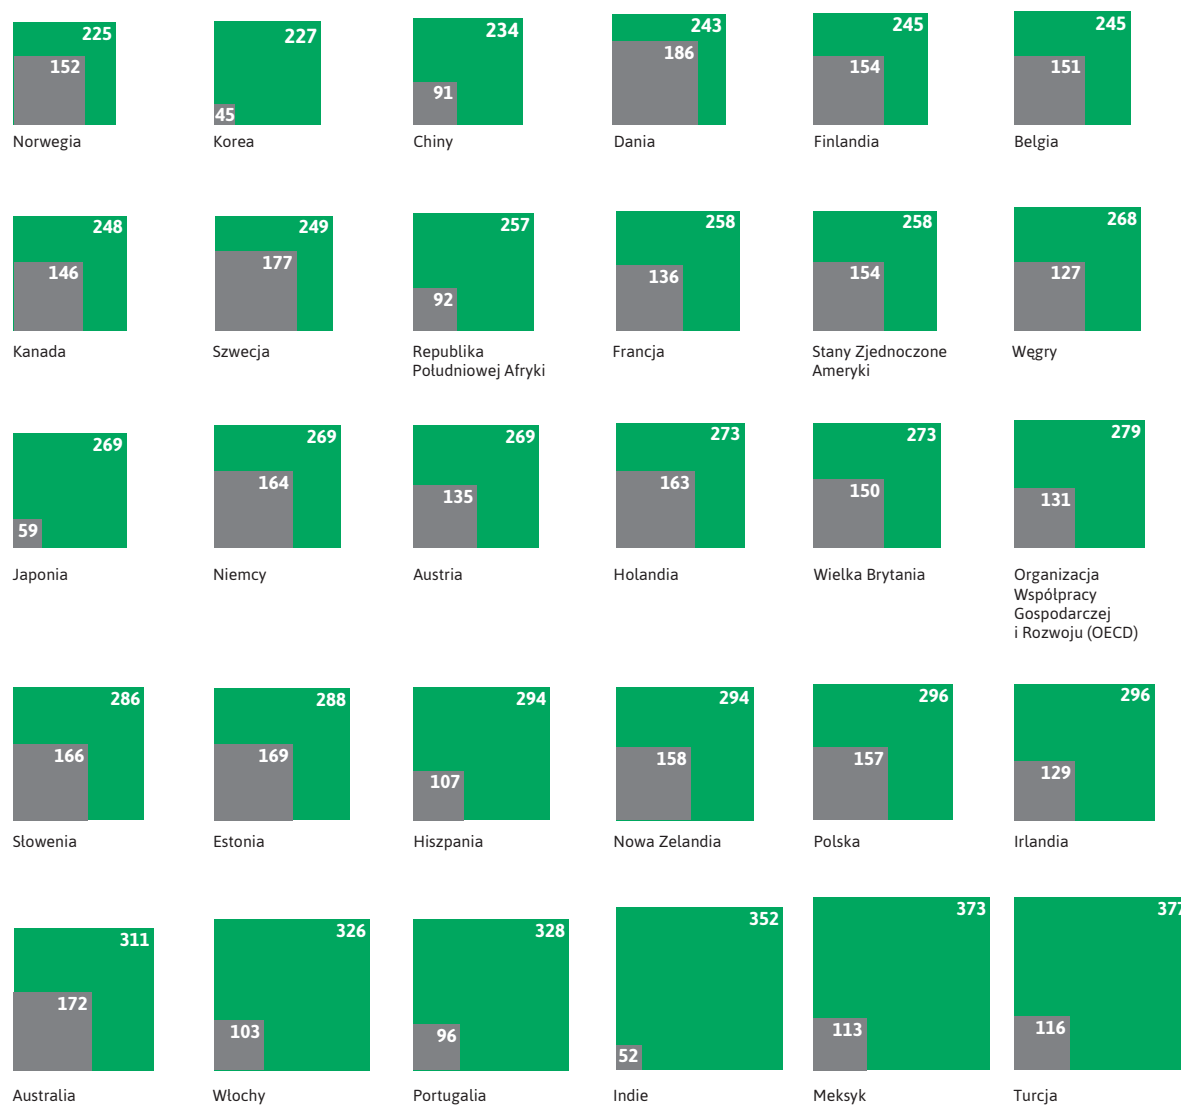 225
152
Norwegia
227
45
Korea
234
91
Chiny
243
186
Dania
245
154
Finlandia
245
151
Belgia
248
146
Kanada
249
177
Szwecja
257
92
Republika
Południowej Afryki
258
136
Francja
258
154
Stany Zjednoczone
Ameryki
268
127
Węgry
269
59
Japonia
269
164
Niemcy
269
135
Austria
273
163
Holandia
273
150
Wielka Brytania
279
131
Organizacja
Współpracy
Gospodarczej
i Rozwoju (OECD)
286
166
Słowenia
288
169
Estonia
294
107
Hiszpania
294
158
Nowa Zelandia
296
157
Polska
296
129
Irlandia
311
172
Australia
326
103
Włochy
328
96
Portugalia
352
52
Indie
373
113
Meksyk
377
116
Turcja